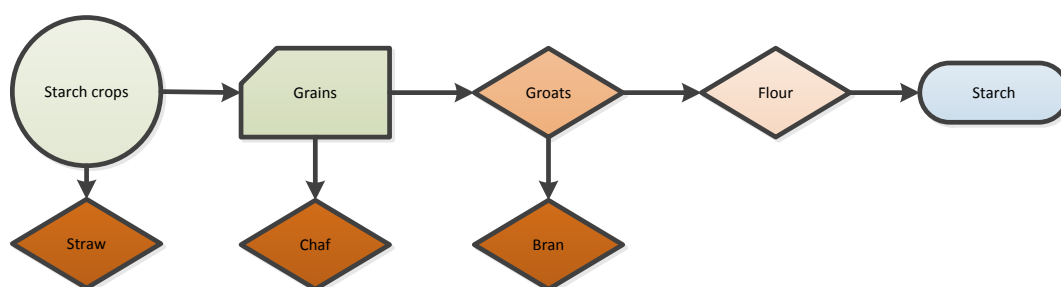 Starch crops
Grains
Groats
Flour
Starch
Straw
Chaf
Bran